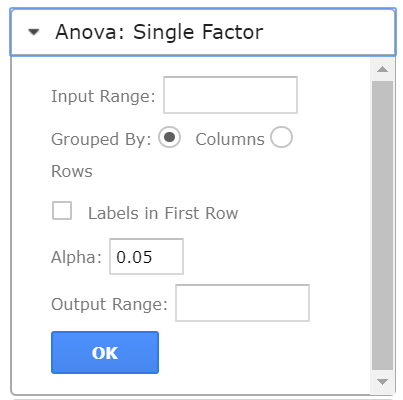 Anova: Single Factor
Input Range:
Grouped By: Columns
Rows
Labels in First Row
Alpha: 0.05
Output Range:
OK